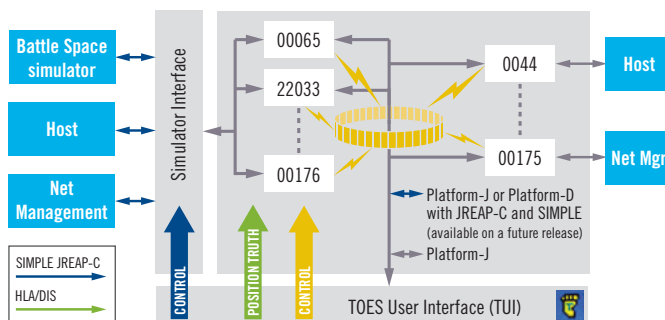 Battle Space
simulator
Host
Net
Management
SIMPLE JREAP-C
HLA/DIS
Simulator Interface
CONTROL
POSITION TRUTH
CONTROL
00065
22033
00176
0044
00175
Host
Net Mgr
Platform-J or Platform-D
with JREAP-C and SIMPLE
(available on a future release)
Platform-J
TOES User Interface (TUI)